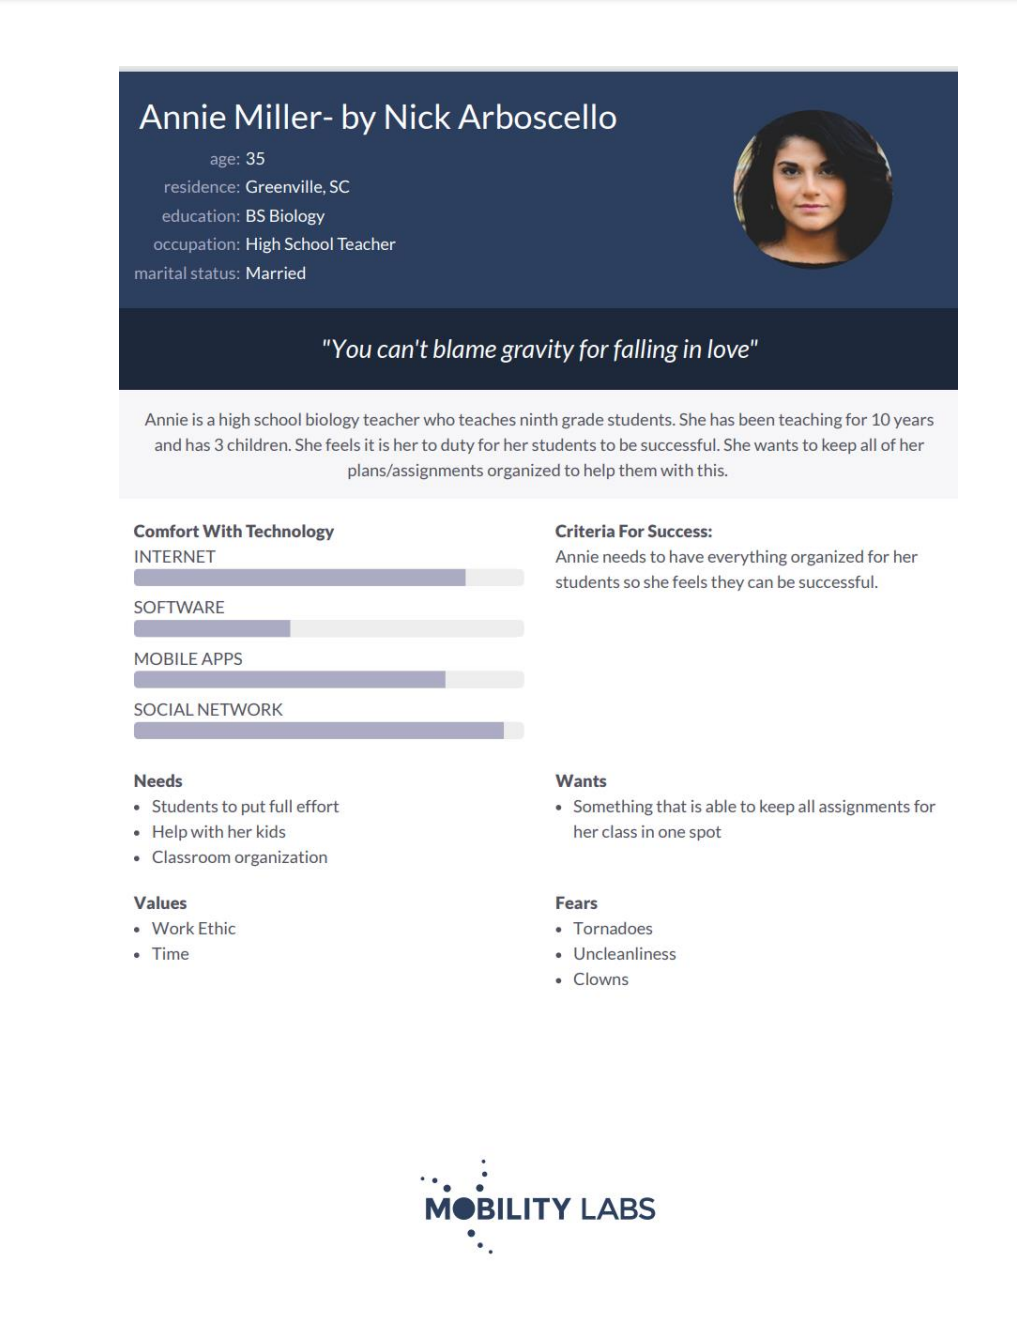 Annie Miller- by Nick Arboscello
age: 35
residence: Greenville, SC
education: BS Biology
occupation: High School Teacher
marital status: Married
"You can't blame gravity for falling in love"
Annie is a high school biology teacher who teaches ninth grade students. She has been teaching for 10 years
and has 3 children. She feels it is her to duty for her students to be successful. She wants to keep all of her
plans/assignments organized to help them with this.
Comfort With Technology
INTERNET
SOFTWARE
MOBILE APPS
SOCIAL NETWORK
Criteria For Success:
Annie needs to have everything organized for her
students so she feels they can be successful.
Needs
• Students to put full effort
• Help with her kids
• Classroom organization
Wants
• Something that is able to keep all assignments for
her class in one spot
Values
• Work Ethic
• Time
Fears
• Tornadoes
• Uncleanliness
• Clowns
MOBILITY LABS